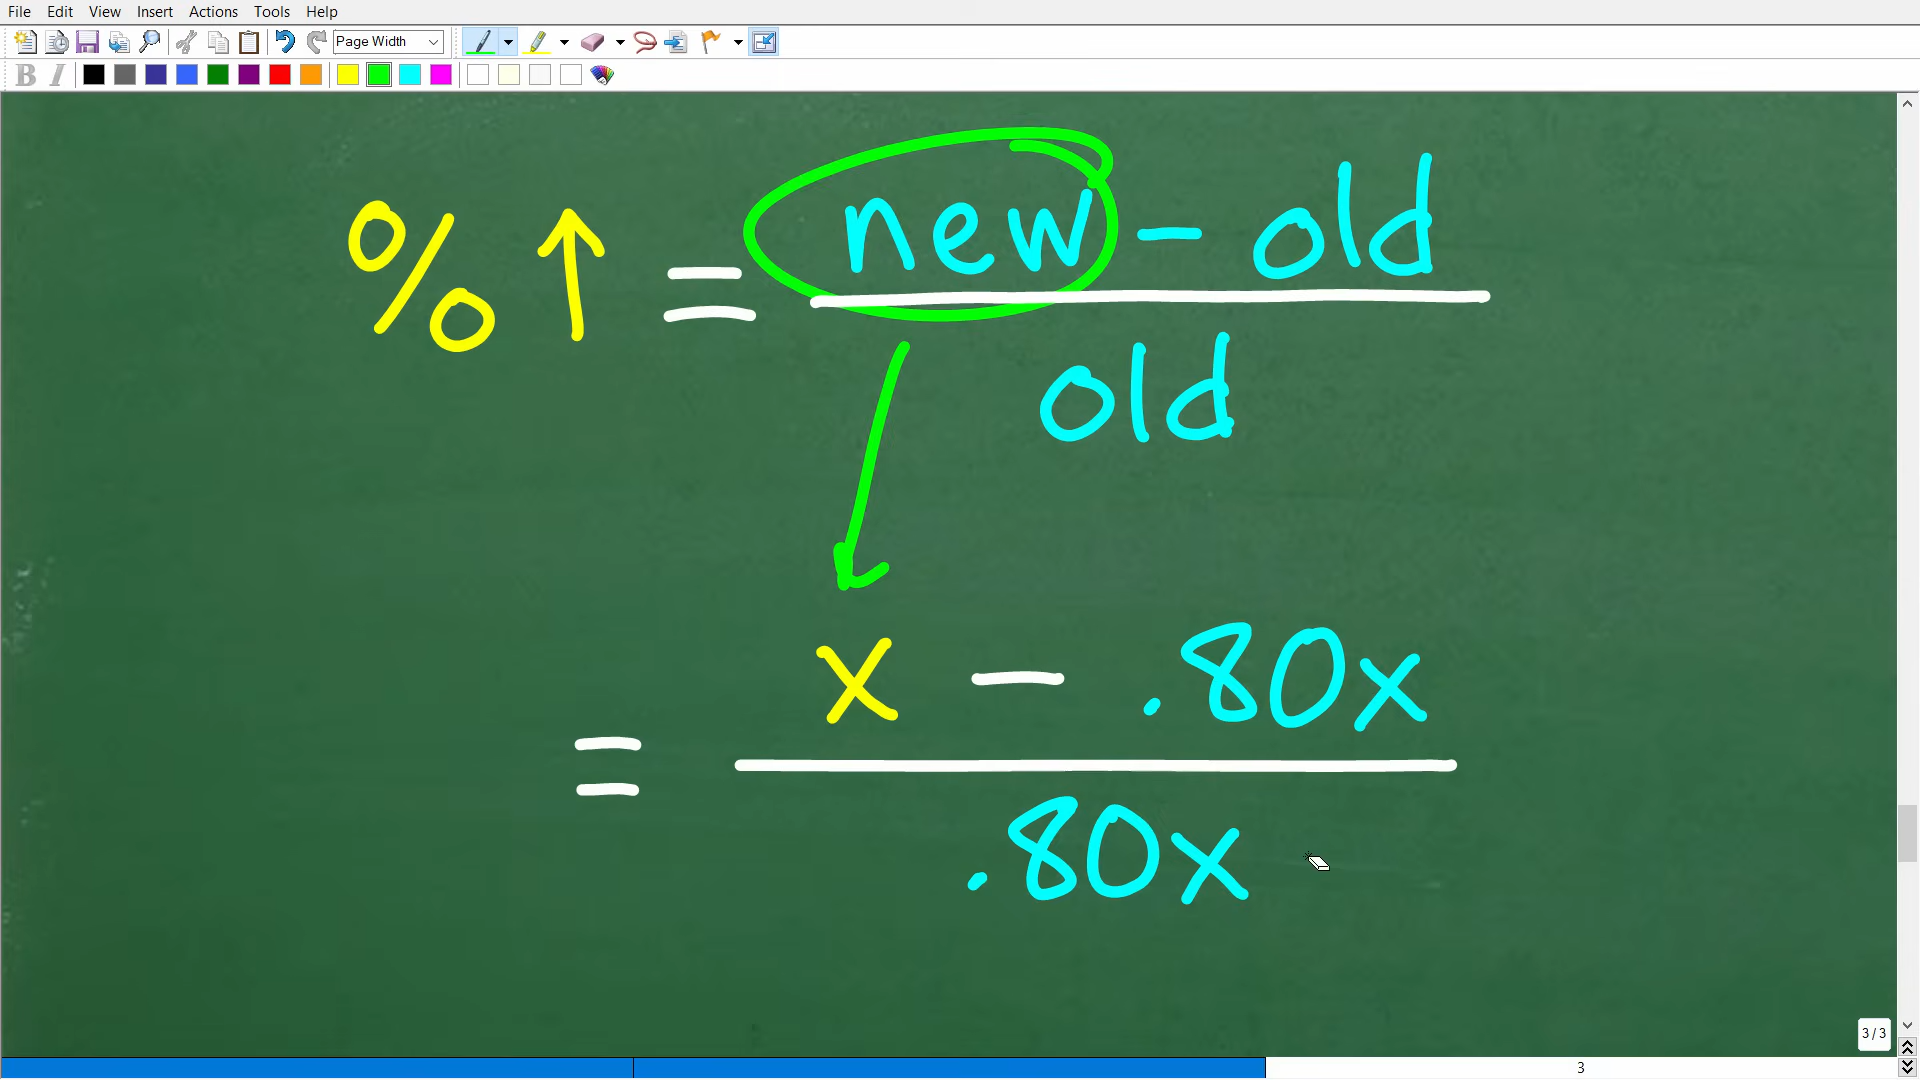 File Edit View Insert Actions Tools Help
Page Width
B I
% ↑ = new - old
old
= x - .80x
.80x
3 / 3
3